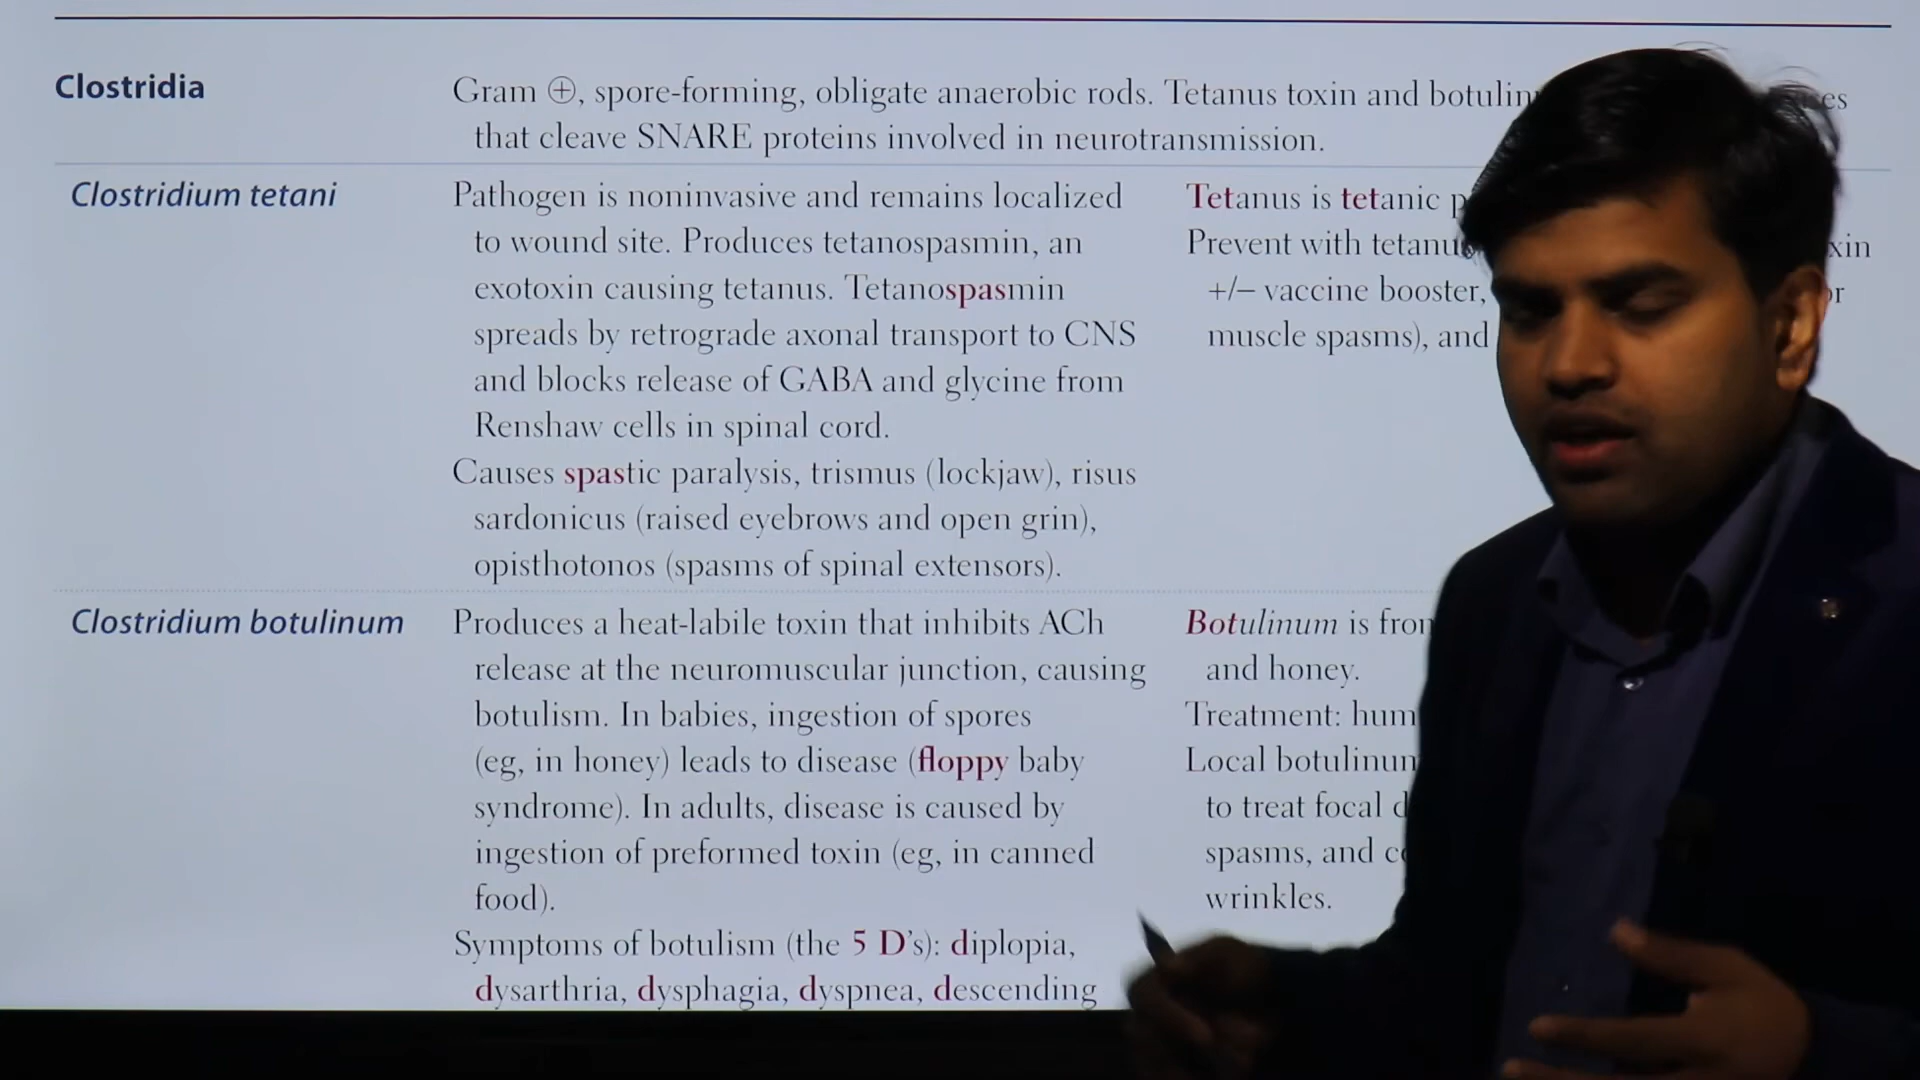 Clostridia
Gram ⊕, spore-forming, obligate anaerobic rods. Tetanus toxin and
that cleave SNARE proteins involved in neurotransmission.
Clostridium tetani
Pathogen is noninvasive and remains localized
to wound site. Produces tetanospasmin, an
exotoxin causing tetanus. Tetanospasmin
spreads by retrograde axonal transport to CNS
and blocks release of GABA and glycine from
Renshaw cells in spinal cord.
Causes spastic paralysis, trismus (lockjaw), risus
sardonicus (raised eyebrows and open grin),
opisthotonos (spasms of spinal extensors).
Tetanus is tetanic
Prevent with
+/– vaccine booster,
muscle spasms), and
Clostridium botulinum
Produces a heat-labile toxin that inhibits ACh
release at the neuromuscular junction, causing
botulism. In babies, ingestion of spores
(eg, in honey) leads to disease (floppy baby
syndrome). In adults, disease is caused by
ingestion of preformed toxin (eg, in canned
food).
Symptoms of botulism (the 5 D's): diplopia,
dysarthria, dysphagia, dyspnea, descending
Botulinum is
and honey.
Treatment:
Local
to treat focal
spasms, and
wrinkles.